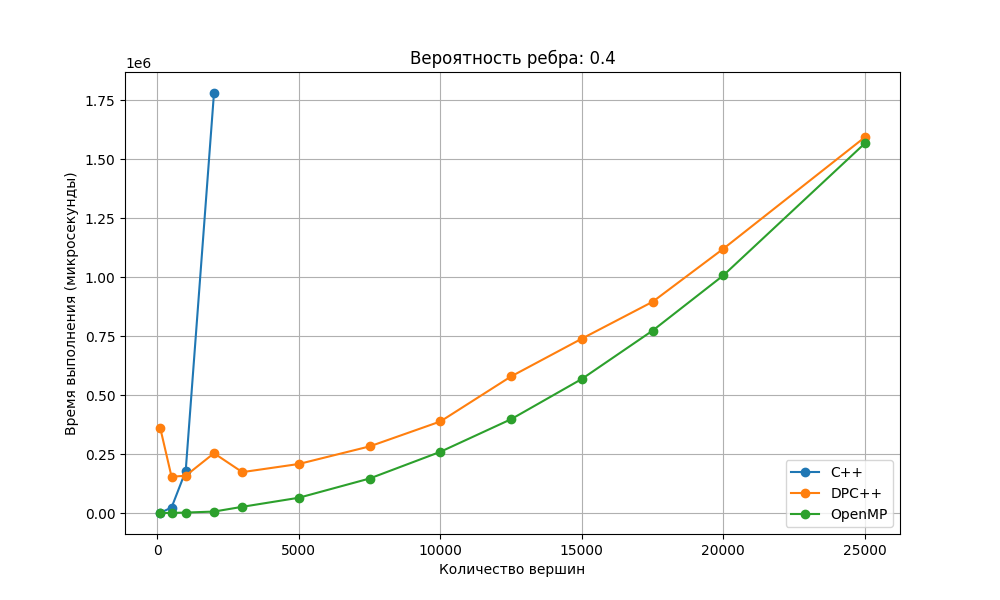 Вероятность ребра: 0.4
1e6
1.75
1.50
1.25
1.00
0.75
0.50
0.25
0.00
Время выполнения (микросекунды)
0 5000 10000 15000 20000 25000
Количество вершин
C++
DPC++
OpenMP